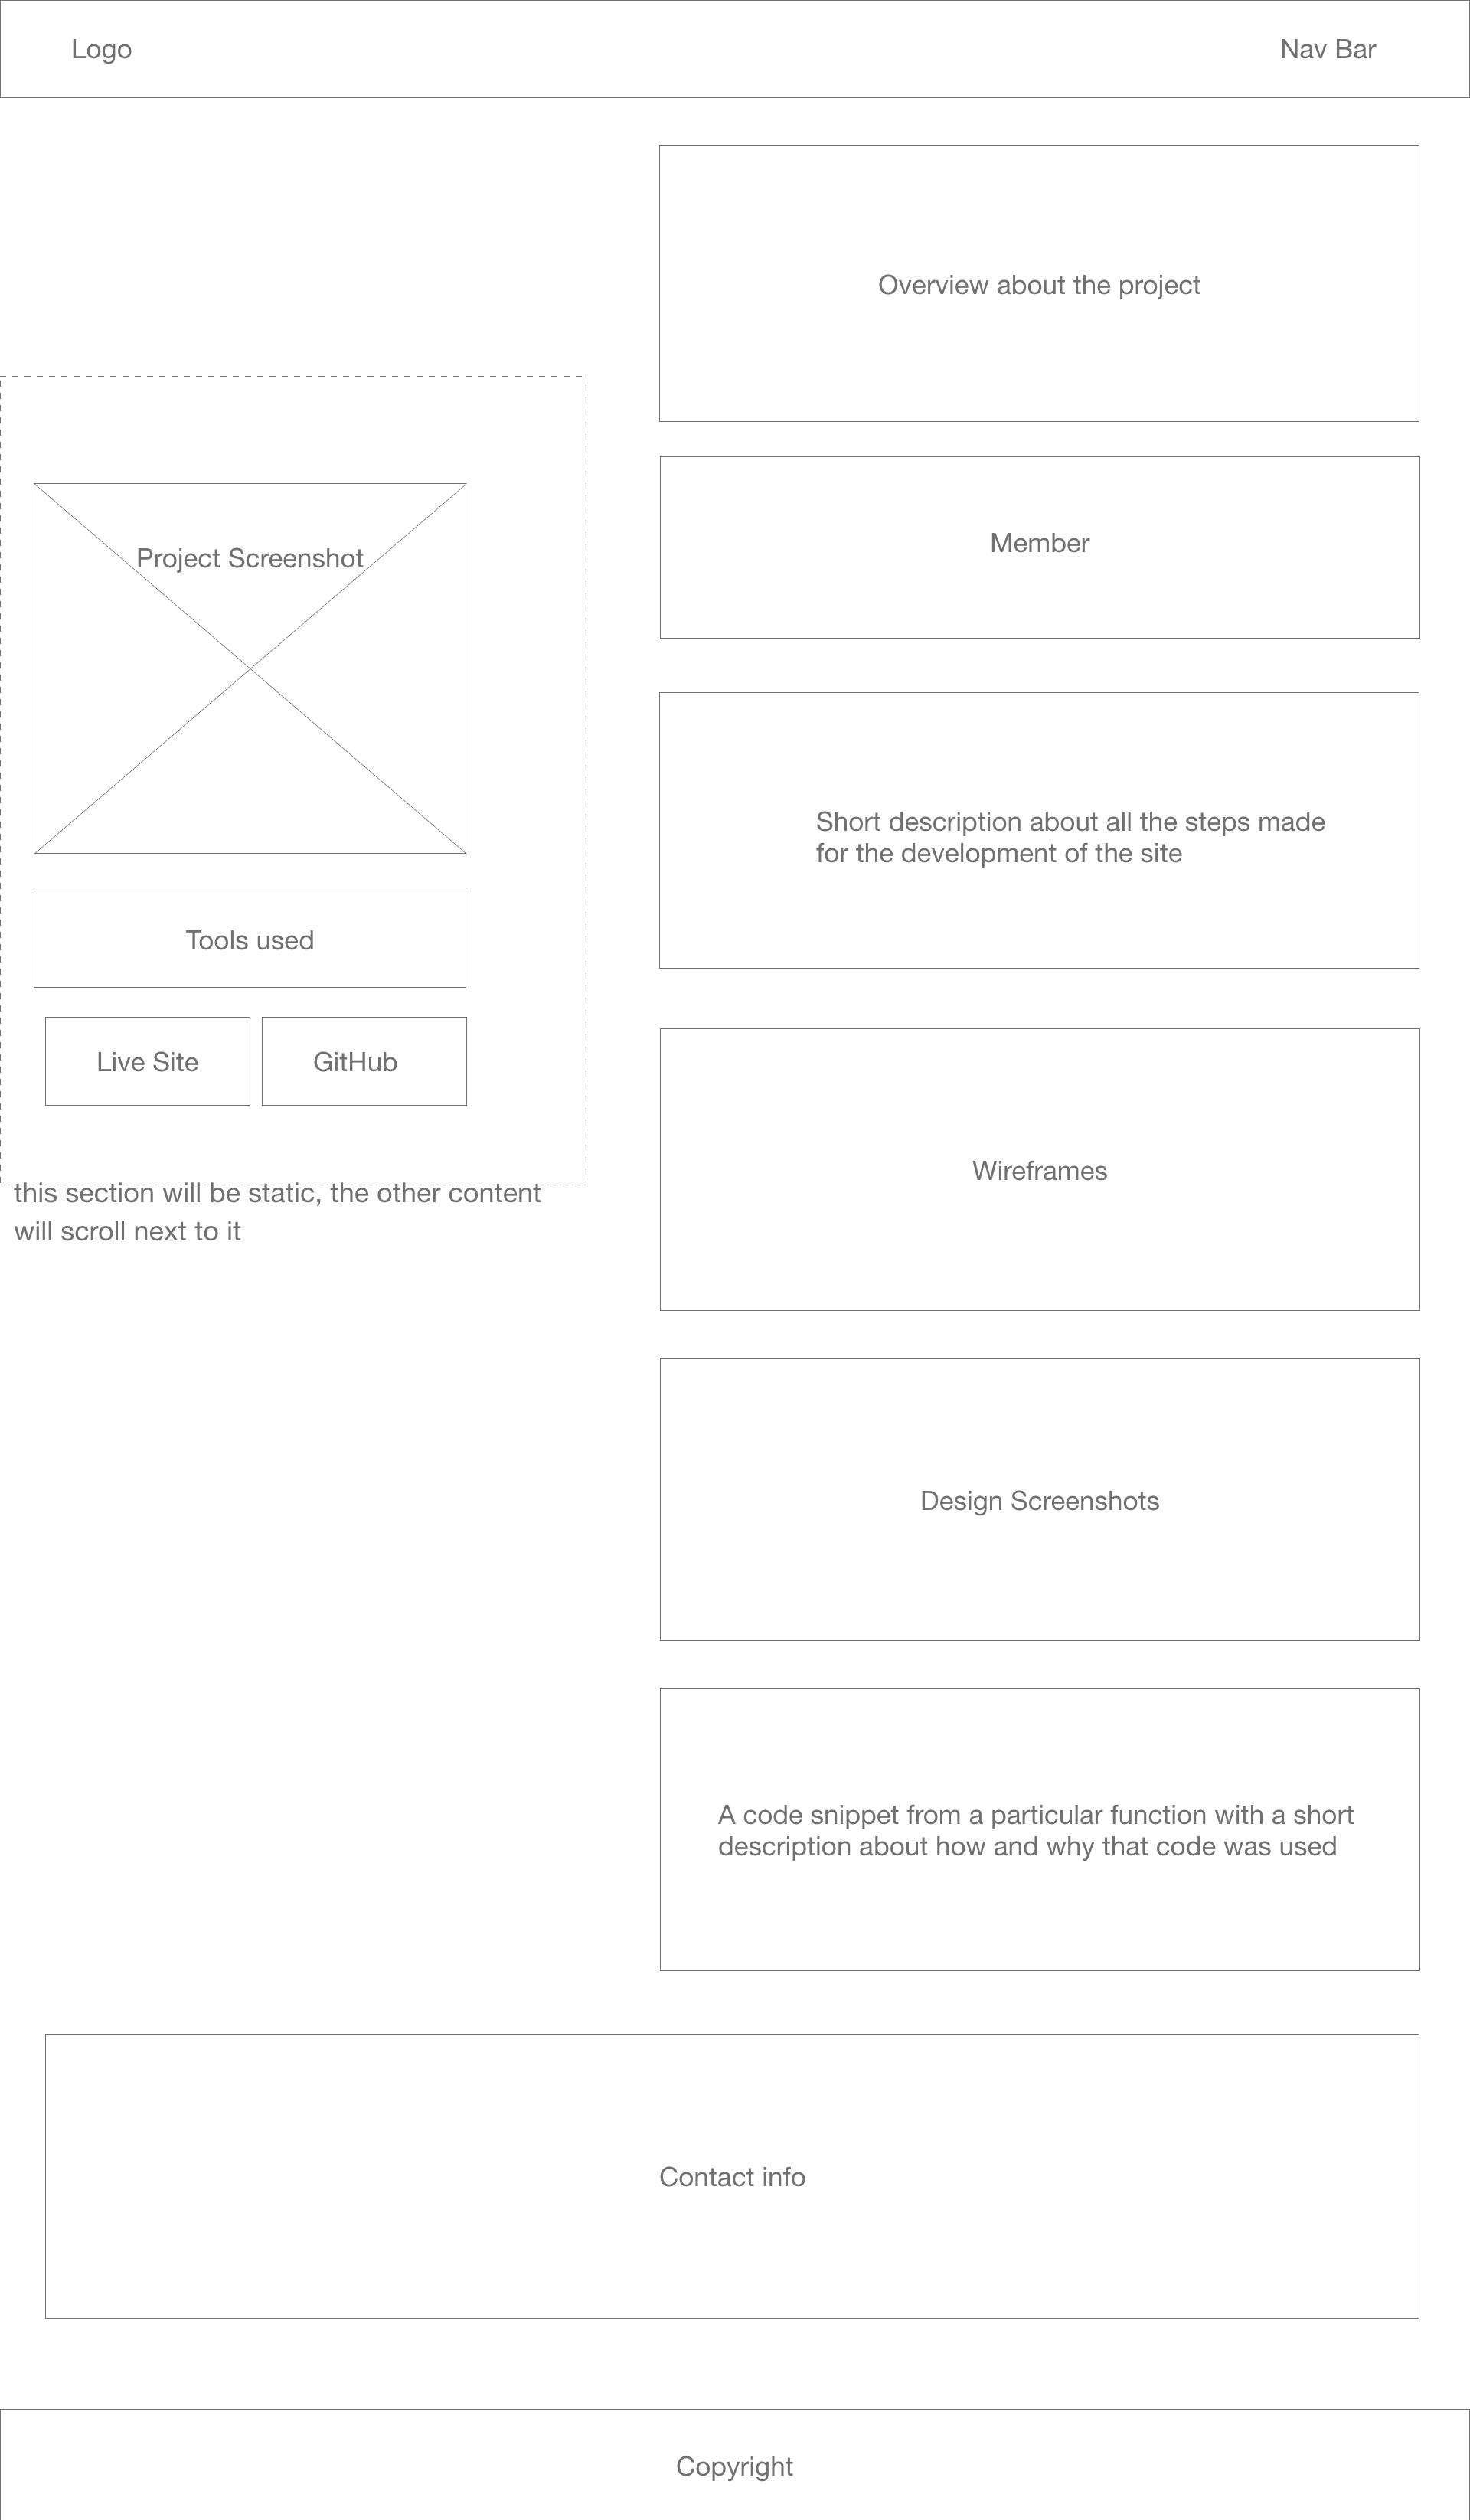 Logo
Nav Bar
Overview about the project
Member
Project Screenshot
Short description about all the steps made
for the development of the site
Tools used
Live Site
GitHub
this section will be static, the other content
will scroll next to it
Wireframes
Design Screenshots
A code snippet from a particular function with a short
description about how and why that code was used
Contact info
Copyright